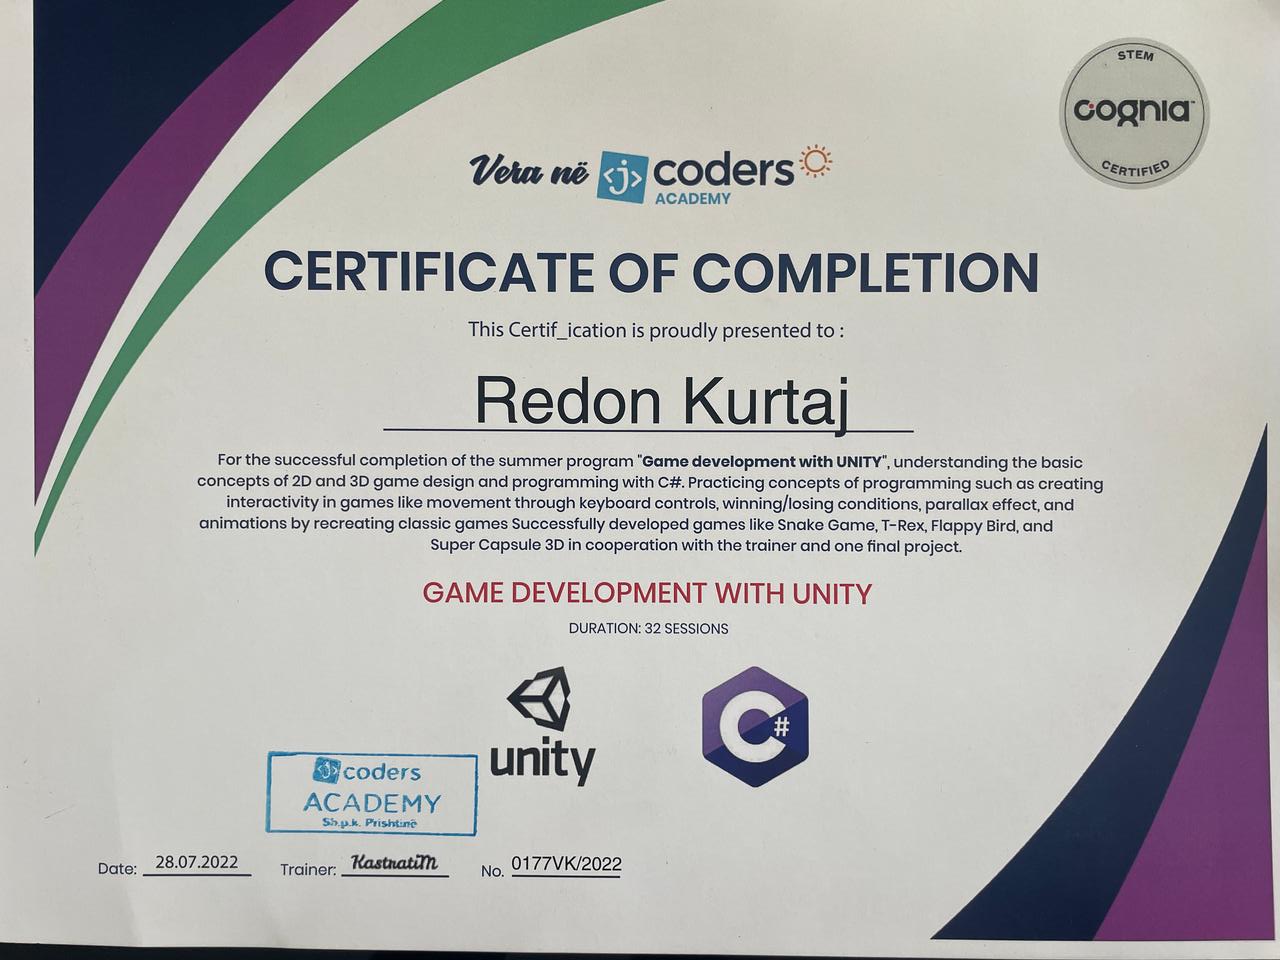 STEM
cognia™
CERTIFIED
Vera në <j> coders
ACADEMY
CERTIFICATE OF COMPLETION
This Certif_ication is proudly presented to :
Redon Kurtaj
For the successful completion of the summer program "Game development with UNITY", understanding the basic
concepts of 2D and 3D game design and programming with C#. Practicing concepts of programming such as creating
interactivity in games like movement through keyboard controls, winning/losing conditions, parallax effect, and
animations by recreating classic games Successfully developed games like Snake Game, T-Rex, Flappy Bird, and
Super Capsule 3D in cooperation with the trainer and one final project.
GAME DEVELOPMENT WITH UNITY
DURATION: 32 SESSIONS
unity
C#
<j> coders
ACADEMY
Sh.p.k. Prishtinë
Date: 28.07.2022 Trainer: KastratiM No. 0177VK/2022